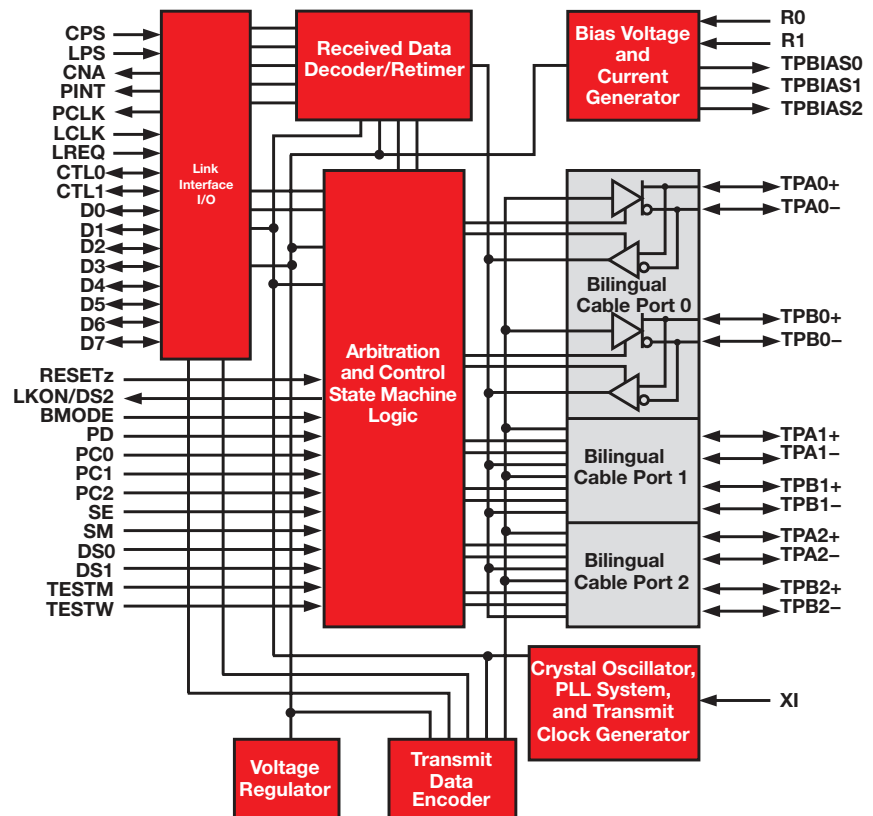 CPS
LPS
CNA
PINT
PCLK
LCLK
LREQ
CTL0
CTL1
D0
D1
D2
D3
D4
D5
D6
D7
Link
Interface
I/O
Received Data
Decoder/Retimer
Bias Voltage
and
Current
Generator
R0
R1
TPBIAS0
TPBIAS1
TPBIAS2
RESETz
LKON/DS2
BMODE
PD
PC0
PC1
PC2
SE
SM
DS0
DS1
TESTM
TESTW
Arbitration
and Control
State Machine
Logic
Bilingual
Cable Port 0
TPA0+
TPA0−
TPB0+
TPB0−
Bilingual
Cable Port 1
TPA1+
TPA1−
TPB1+
TPB1−
Bilingual
Cable Port 2
TPA2+
TPA2−
TPB2+
TPB2−
Crystal Oscillator,
PLL System,
and Transmit
Clock Generator
XI
Voltage
Regulator
Transmit
Data
Encoder